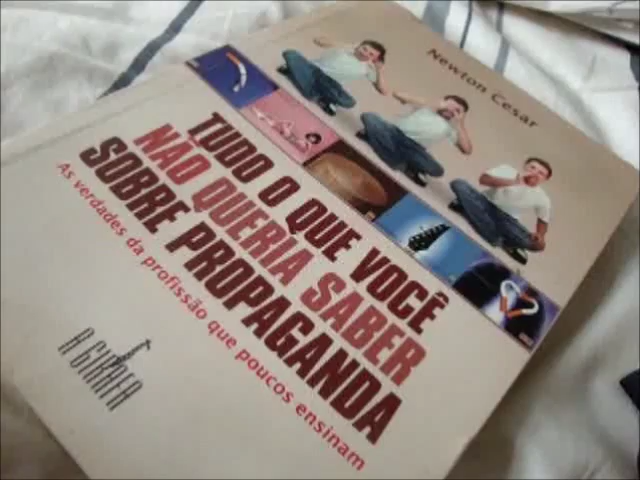 Newton Cesar
TUDO O QUE VOCÊ
NÃO QUERIA SABER
SOBRE PROPAGANDA
As verdades da profissão que poucos ensinam
A GIRAFA